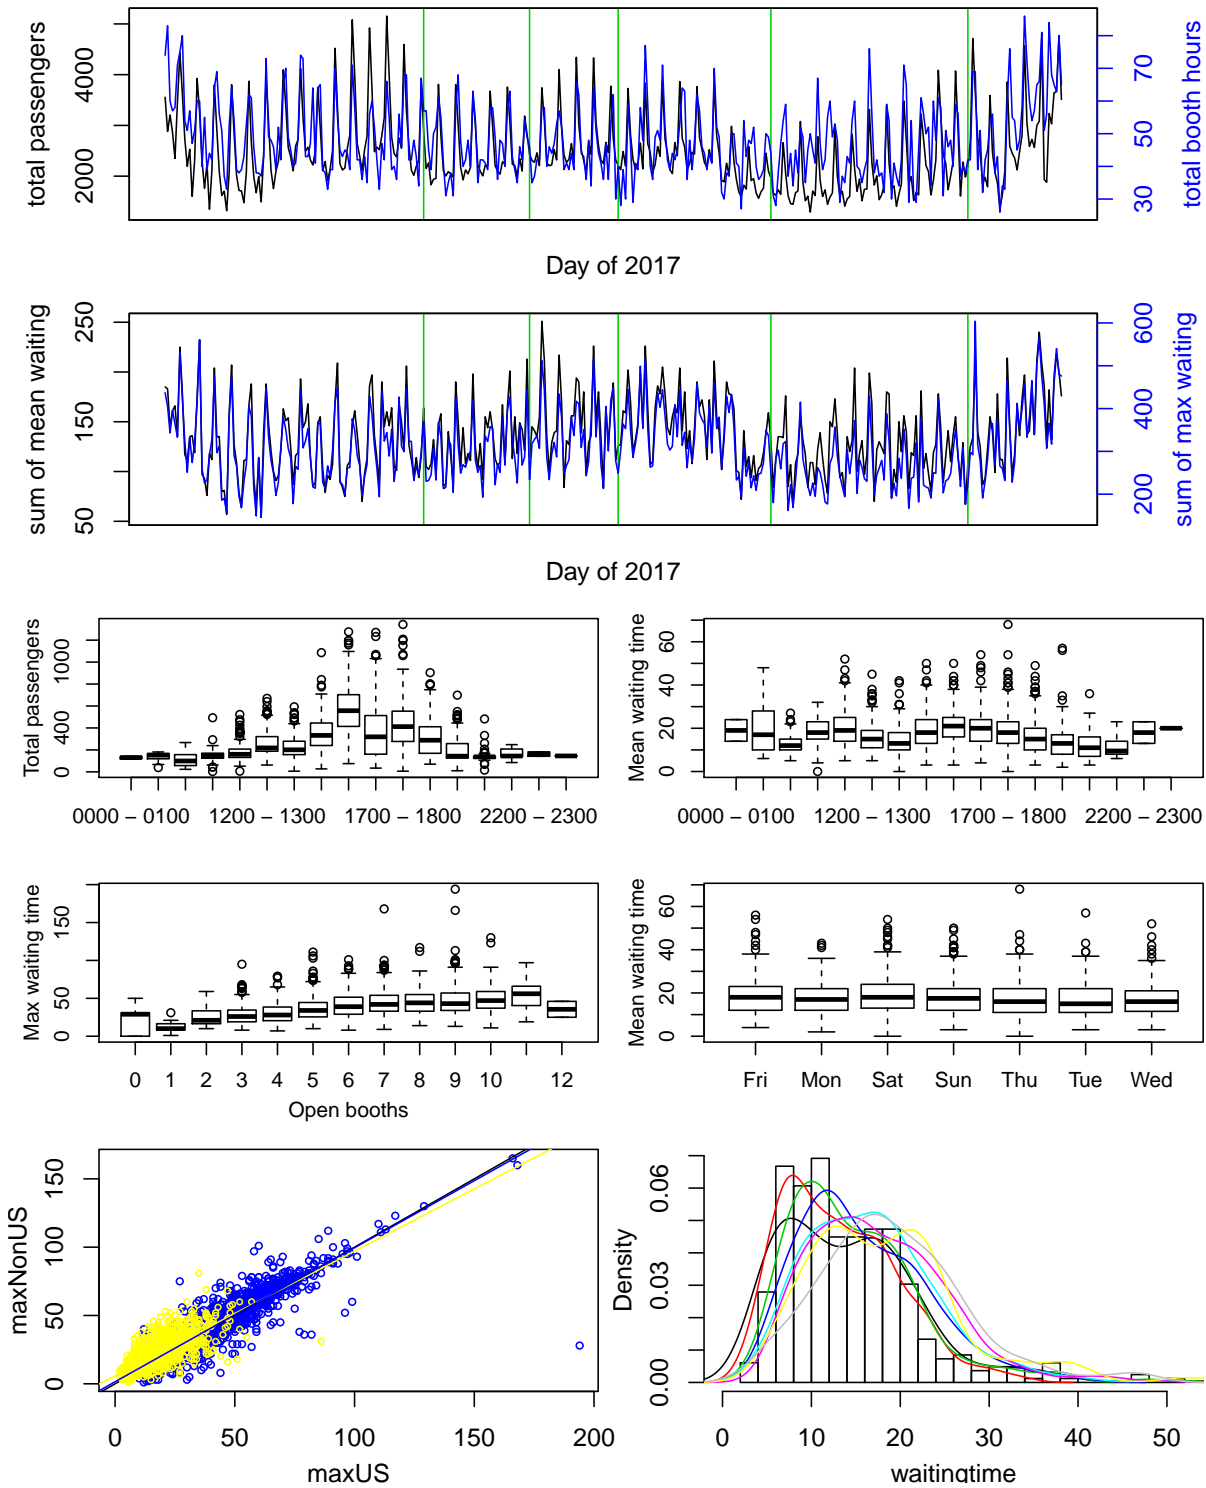 total passengers
2000
4000
30
50
70
total booth hours
Day of 2017
sum of mean waiting
50
150
250
200
400
600
sum of max waiting
Day of 2017
Total passengers
0
400
1000
0000 – 0100
1200 – 1300
1700 – 1800
2200 – 2300
Mean waiting time
0
20
40
60
0000 – 0100
1200 – 1300
1700 – 1800
2200 – 2300
Max waiting time
0
50
150
0 1 2 3 4 5 6 7 8 9 10 12
Open booths
Mean waiting time
0
20
40
60
Fri Mon Sat Sun Thu Tue Wed
maxNonUS
0
50
100
150
0 50 100 150 200
maxUS
Density
0.00
0.03
0.06
0 10 20 30 40 50
waitingtime